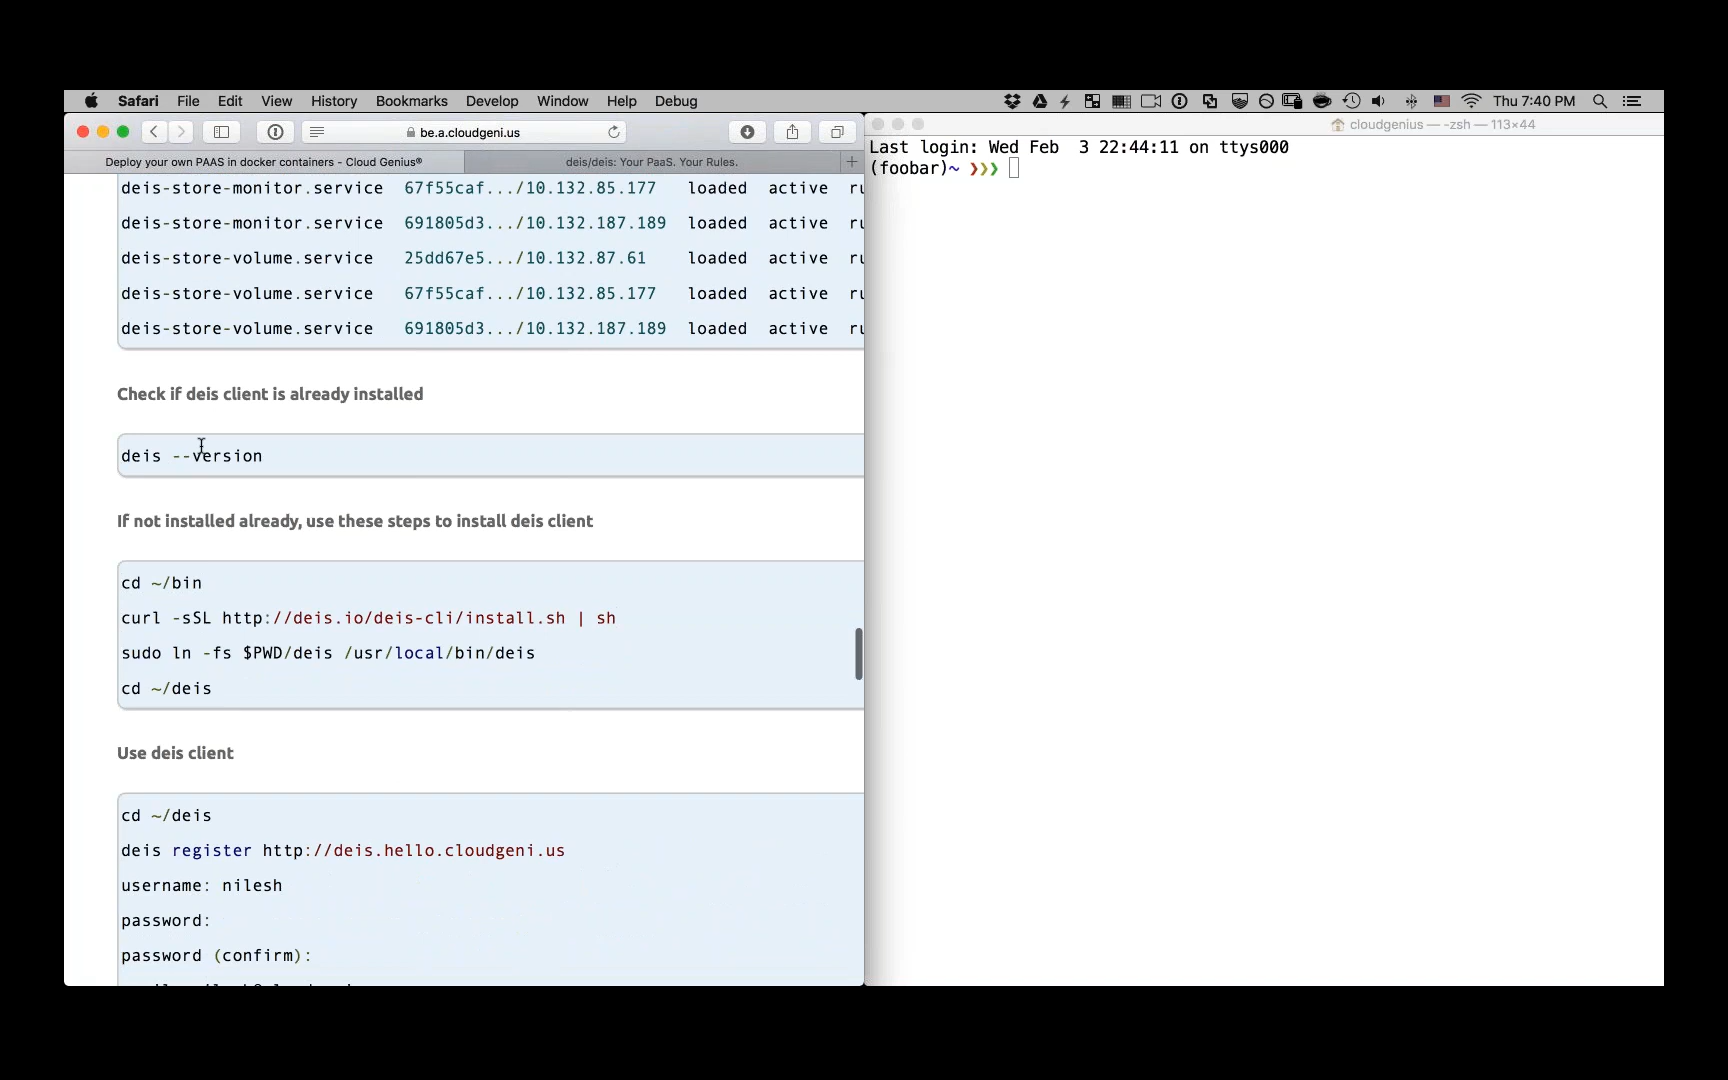 Safari File Edit View History Bookmarks Develop Window Help Debug Thu 7:40 PM
be.a.cloudgeni.us
Deploy your own PAAS in docker containers - Cloud Genius®
deis/deis: Your PaaS. Your Rules.
deis-store-monitor.service 67f55caf.../10.132.85.177 loaded active ru
deis-store-monitor.service 691805d3.../10.132.187.189 loaded active ru
deis-store-volume.service 25dd67e5.../10.132.87.61 loaded active ru
deis-store-volume.service 67f55caf.../10.132.85.177 loaded active ru
deis-store-volume.service 691805d3.../10.132.187.189 loaded active ru
Check if deis client is already installed
deis --version
If not installed already, use these steps to install deis client
cd ~/bin
curl -sSL http://deis.io/deis-cli/install.sh | sh
sudo ln -fs $PWD/deis /usr/local/bin/deis
cd ~/deis
Use deis client
cd ~/deis
deis register http://deis.hello.cloudgeni.us
username: nilesh
password:
password (confirm):
cloudgenius — -zsh — 113×44
Last login: Wed Feb  3 22:44:11 on ttys000
(foobar)~ ❯❯❯